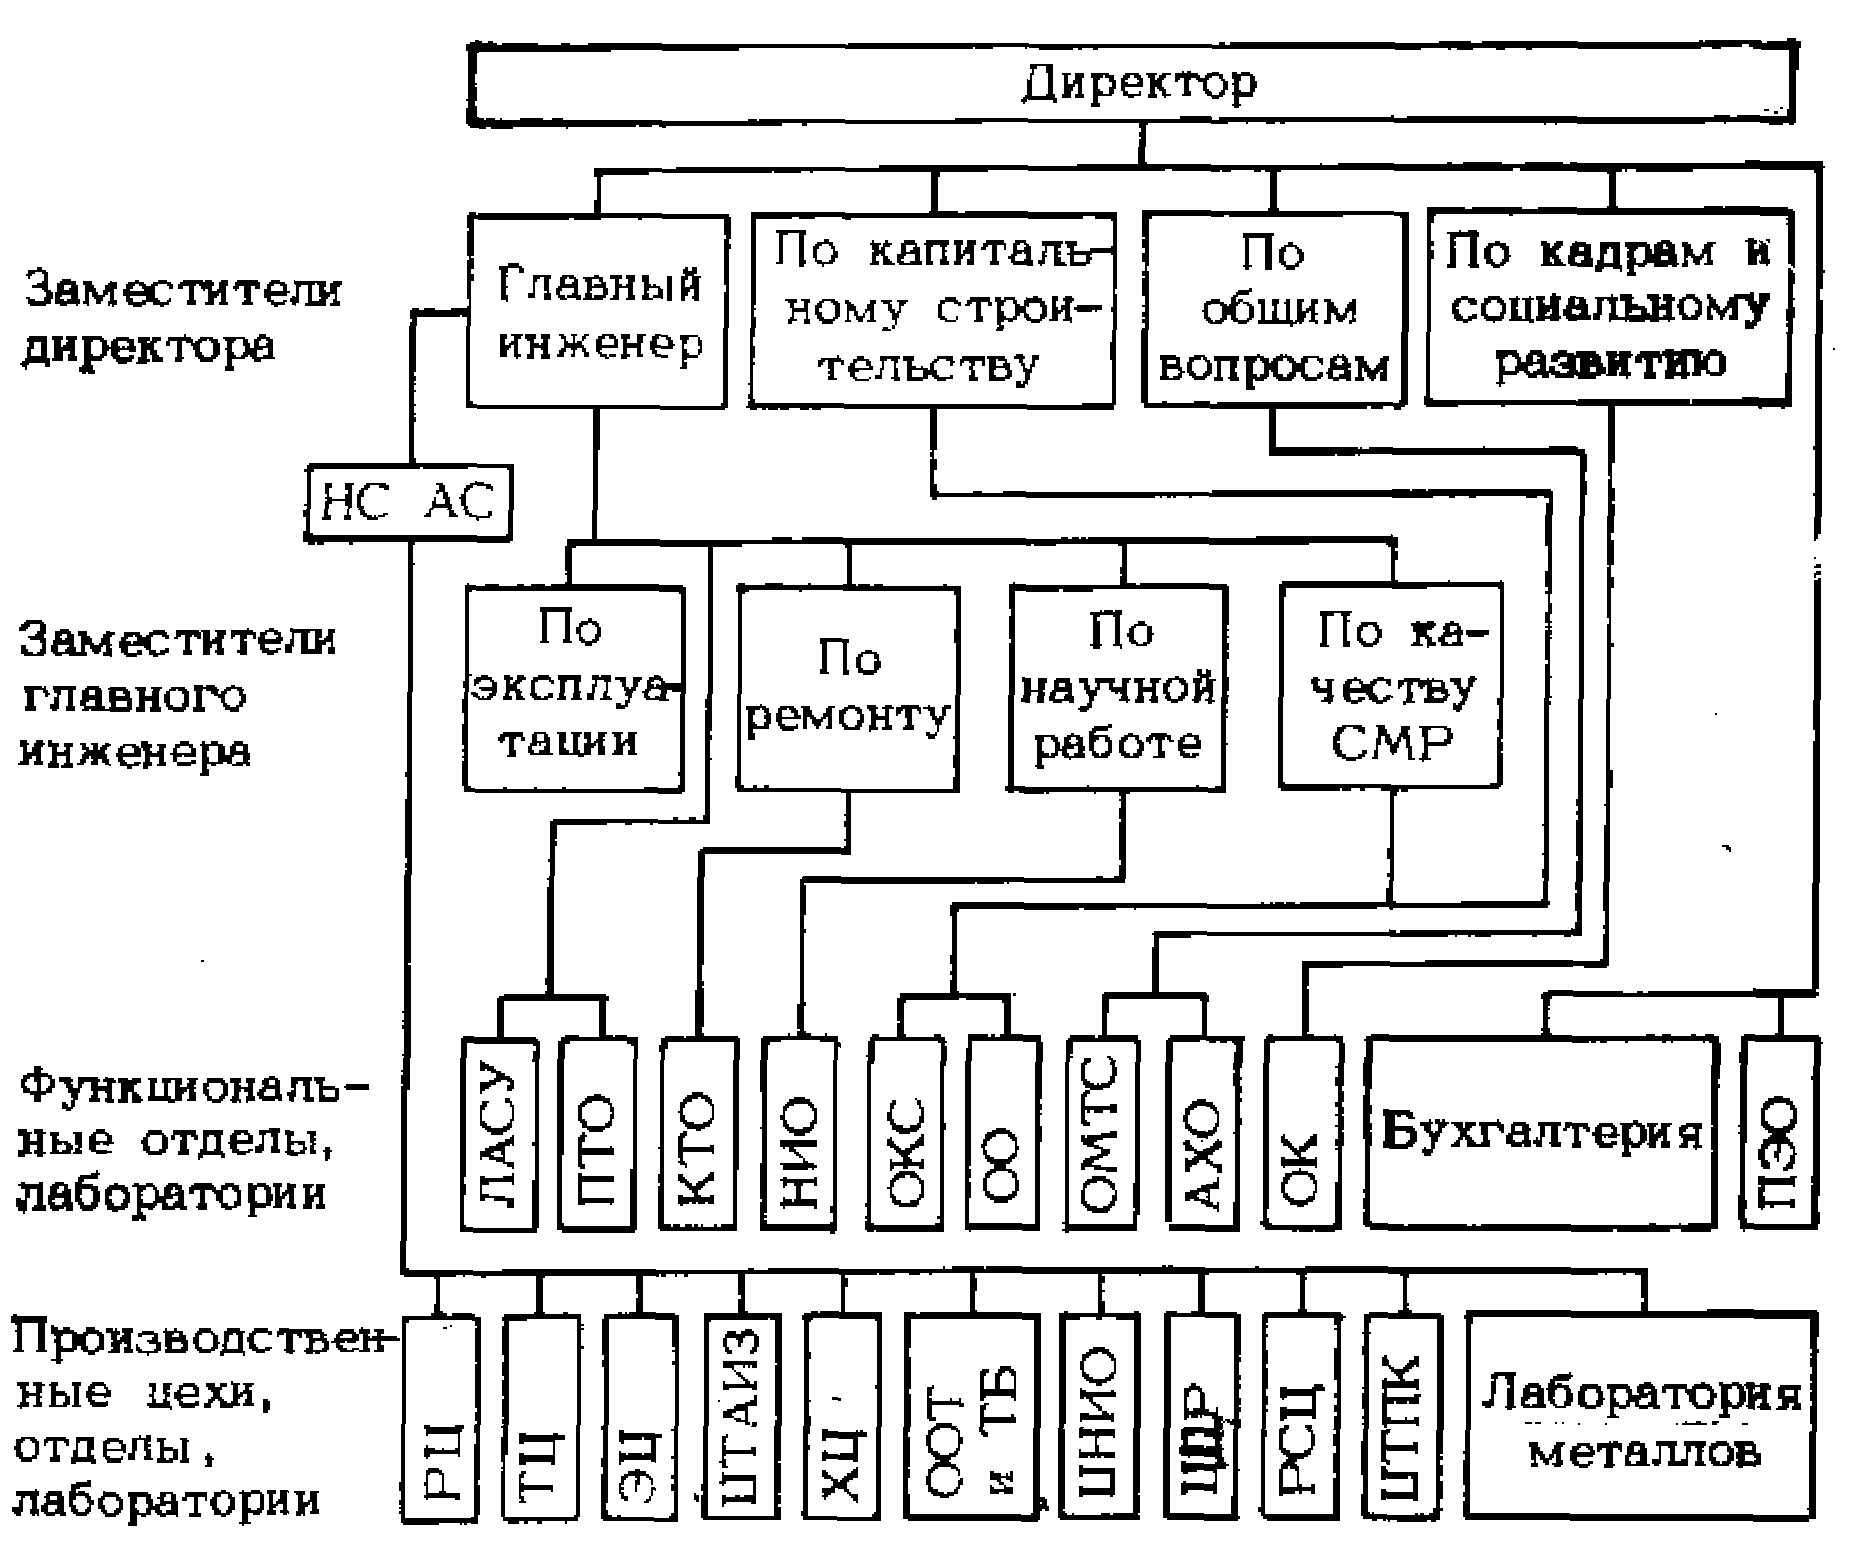 Директор
Заместители
директора
Главный
инженер
По капиталь-
ному строи-
тельству
По
общим
вопросам
По кадрам и
социальному
развитию
НС АС
Заместители
главного
инженера
По
эксплуа-
тации
По
ремонту
По
научной
работе
По ка-
честву
СМР
Функциональ-
ные отделы,
лаборатории
ЛАСУ
ПТО
КТО
НИО
ОКС
ОО
ОМТС
АХО
ОК
Бухгалтерия
ПЭО
Производствен-
ные цехи,
отделы,
лаборатории
РЦ
ТЦ
ЭЦ
ЦТАИЗ
ХЦ
ООТ
и ТБ
ЦНИО
ЦПР
РСЦ
ЦТПК
Лаборатория
металлов